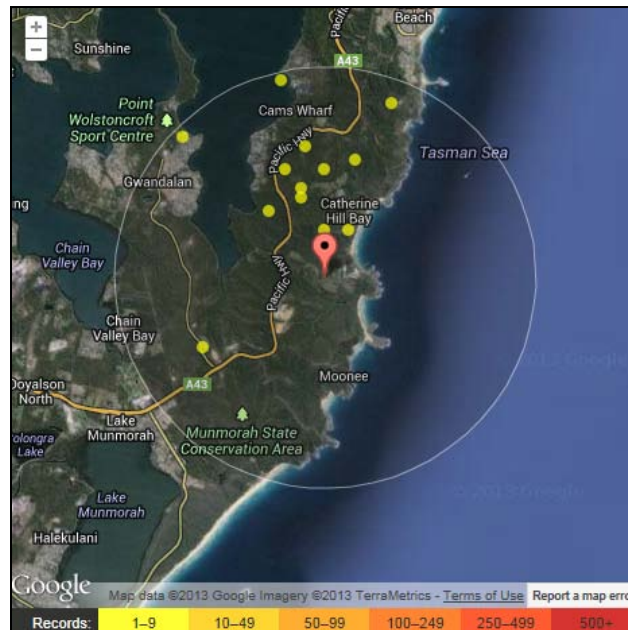 +
−
Beach
Sunshine
A43
Cams Wharf
Point
Wolstoncroft
Sport Centre
Pacific Hwy
Tasman Sea
Gwandalan
ng
Catherine
Hill Bay
Chain
Valley Bay
Pacific Hwy
Chain
Valley Bay
2013 Google
Moonee
Doyalson
North
A43
Lake
Munmorah
Munmorah State
Conservation Area
olongra
Lake
Lake
Munmorah
©2013 Google
Halekulani
Google
Map data ©2013 Google Imagery ©2013 TerraMetrics - Terms of Use Report a map erro
Records: 1–9 10–49 50–99 100–249 250–499 500+